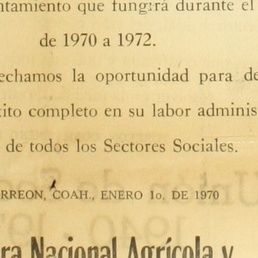 ntamiento que fungirá durante el
de 1970 a 1972.
echamos la oportunidad para de
ito completo en su labor adminis
de todos los Sectores Sociales.
RREON, COAH., ENERO 1o, DE 1970
ra Nacional Agrícola y